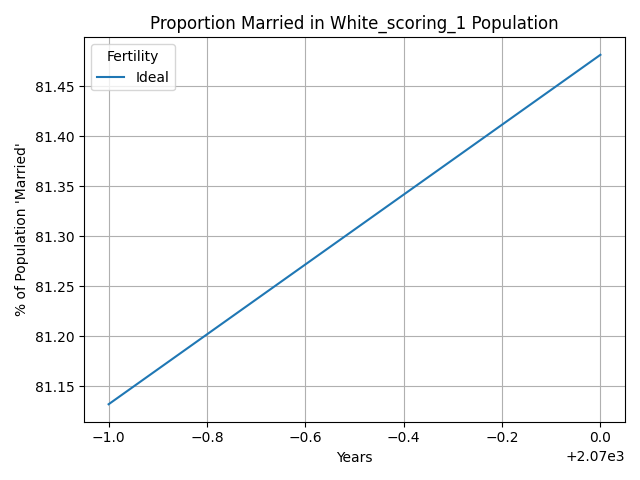 Proportion Married in White_scoring_1 Population
Fertility
Ideal
% of Population 'Married'
81.45
81.40
81.35
81.30
81.25
81.20
81.15
−1.0
−0.8
−0.6
−0.4
−0.2
0.0
Years
+2.07e3